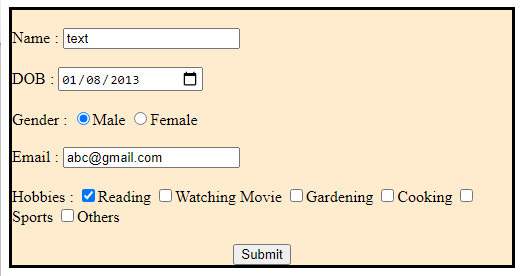 Name : text
DOB : 01/08/2013
Gender : Male Female
Email : abc@gmail.com
Hobbies : Reading Watching Movie Gardening Cooking
Sports Others
Submit